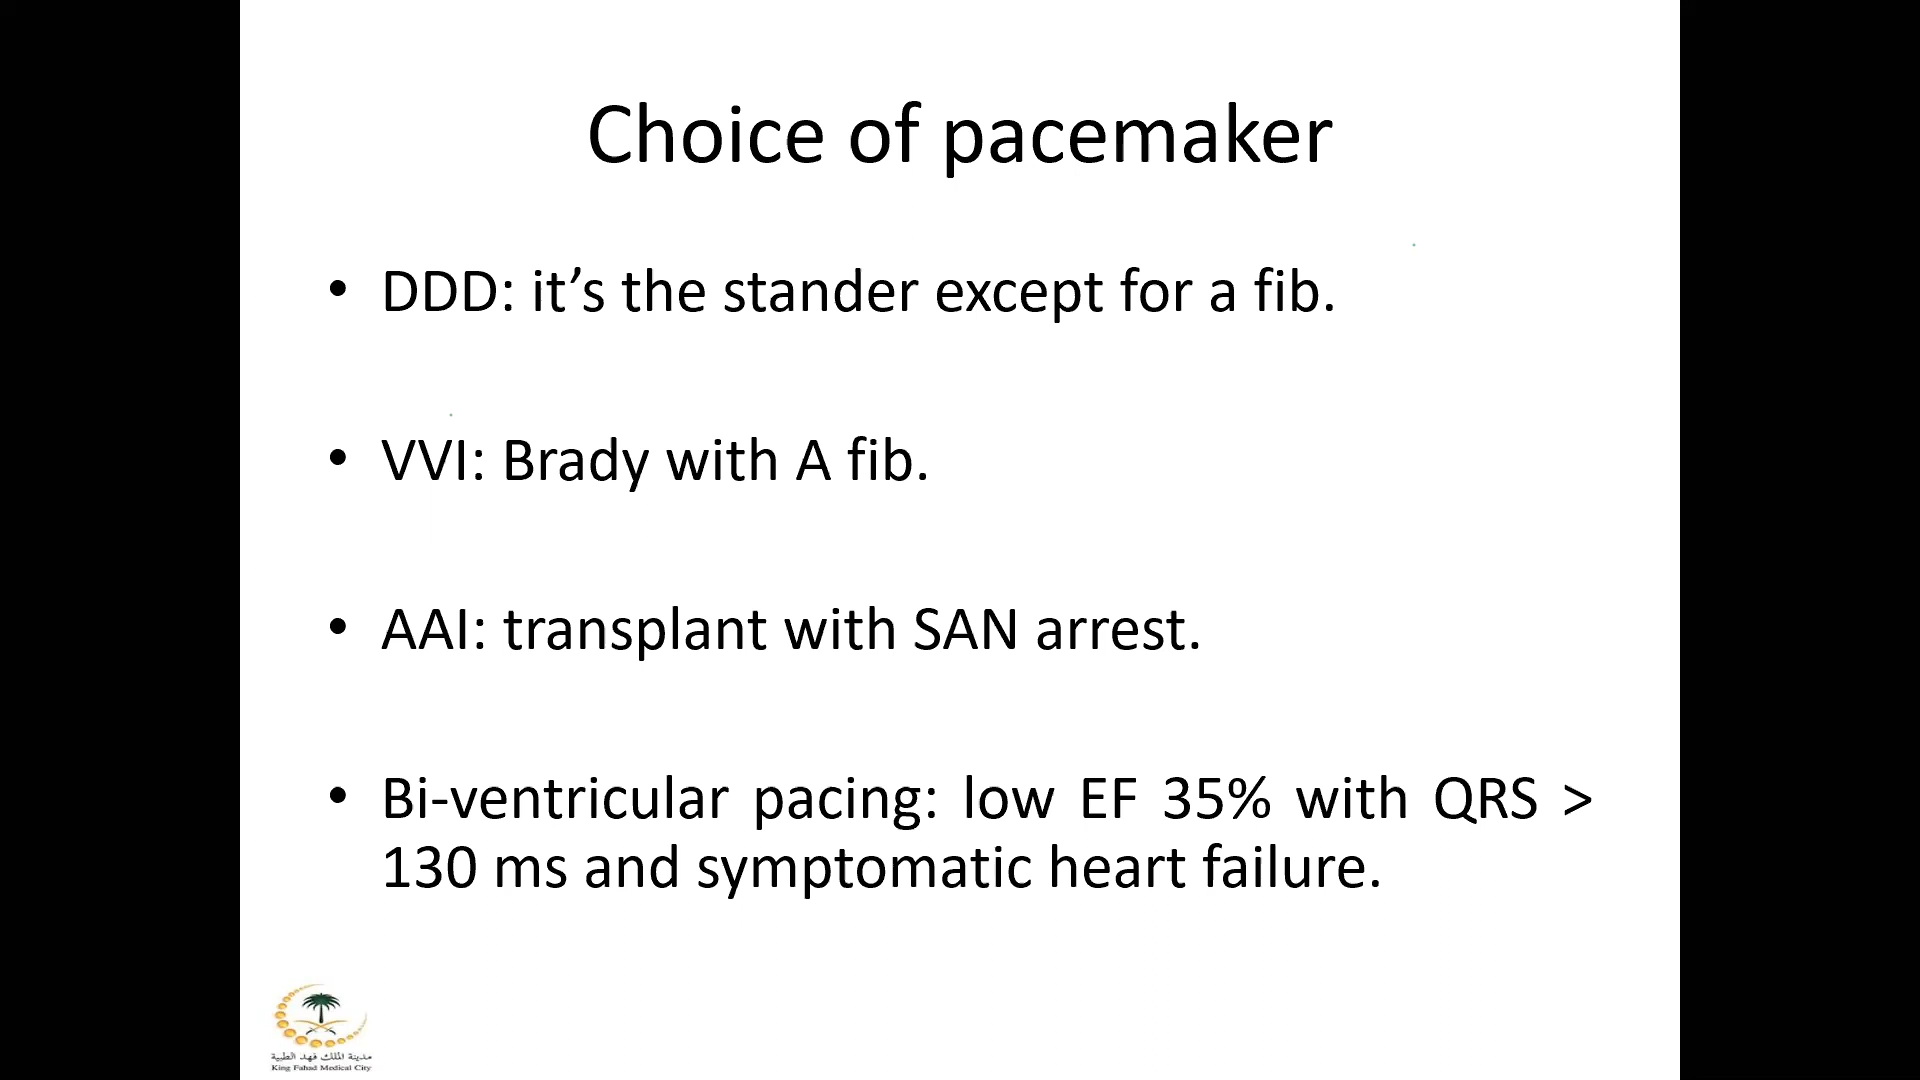 Choice of pacemaker
• DDD: it’s the stander except for a fib.
• VVI: Brady with A fib.
• AAI: transplant with SAN arrest.
• Bi-ventricular pacing: low EF 35% with QRS >
130 ms and symptomatic heart failure.
مدينة الملك فهد الطبية
King Fahad Medical City